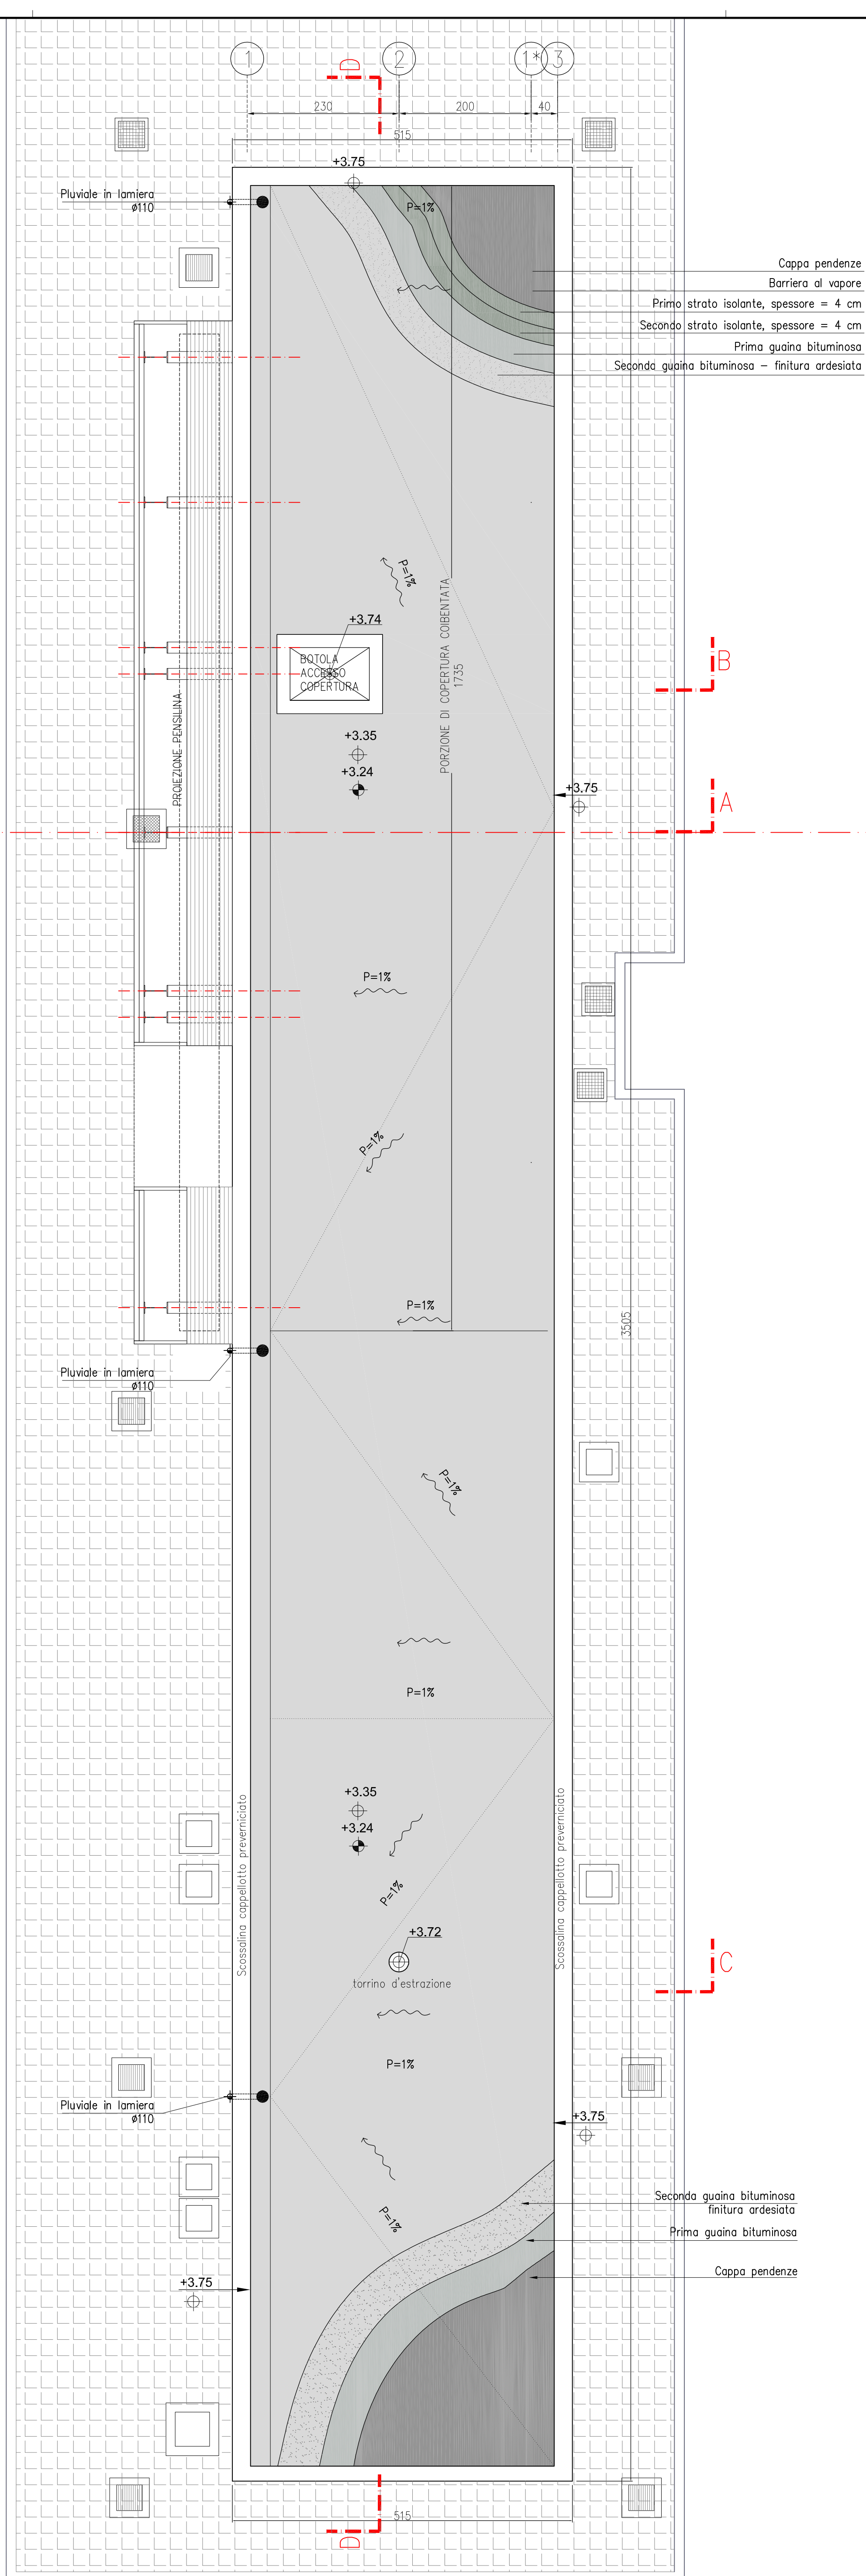 1
2
1*
3
D
230
200
40
515
+3.75
Pluviale in lamiera
ø110
P=1%
Cappa pendenze
Barriera al vapore
Primo strato isolante, spessore = 4 cm
Secondo strato isolante, spessore = 4 cm
Prima guaina bituminosa
Seconda guaina bituminosa – finitura ardesiata
P=1%
PORZIONE DI COPERTURA COIBENTATA
1735
+3.74
BOTOLA
ACCESSO
COPERTURA
B
PROIEZIONE PENSILINA
+3.35
+3.24
+3.75
A
P=1%
P=1%
P=1%
3505
Pluviale in lamiera
ø110
P=1%
P=1%
+3.35
+3.24
Scossalina cappellotto preverniciato
Scossalina cappellotto preverniciato
P=1%
+3.72
torrino d'estrazione
C
P=1%
Pluviale in lamiera
ø110
+3.75
P=1%
Seconda guaina bituminosa
finitura ardesiata
Prima guaina bituminosa
Cappa pendenze
+3.75
515
D